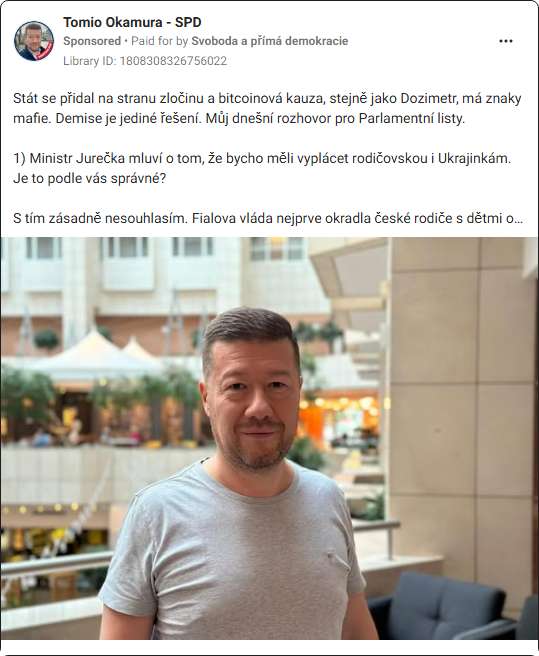 Tomio Okamura - SPD
Sponsored • Paid for by Svoboda a přímá demokracie
Library ID: 1808308326756022
Stát se přidal na stranu zločinu a bitcoinová kauza, stejně jako Dozimetr, má znaky
mafie. Demise je jediné řešení. Můj dnešní rozhovor pro Parlamentní listy.
1) Ministr Jurečka mluví o tom, že bycho měli vyplácet rodičovskou i Ukrajinkám.
Je to podle vás správné?
S tím zásadně nesouhlasím. Fialova vláda nejprve okradla české rodiče s dětmi o...